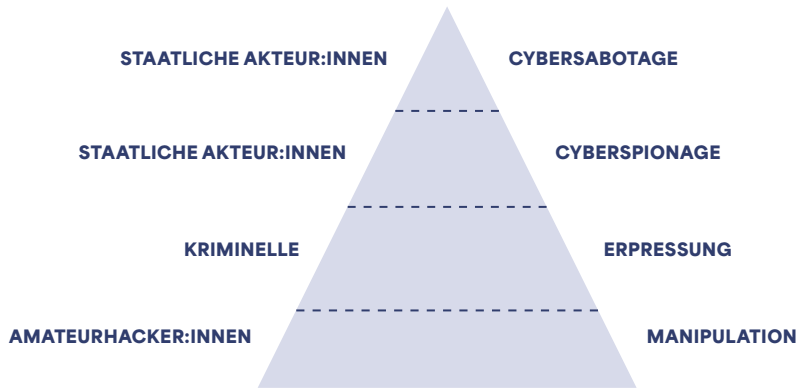 STAATLICHE AKTEUR:INNEN
CYBERSABOTAGE
STAATLICHE AKTEUR:INNEN
CYBERSPIONAGE
KRIMINELLE
ERPRESSUNG
AMATEURHACKER:INNEN
MANIPULATION